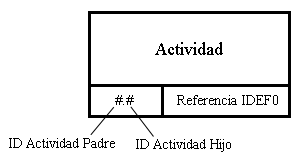 Actividad
#.# Referencia IDEF0
ID Actividad Padre ID Actividad Hijo